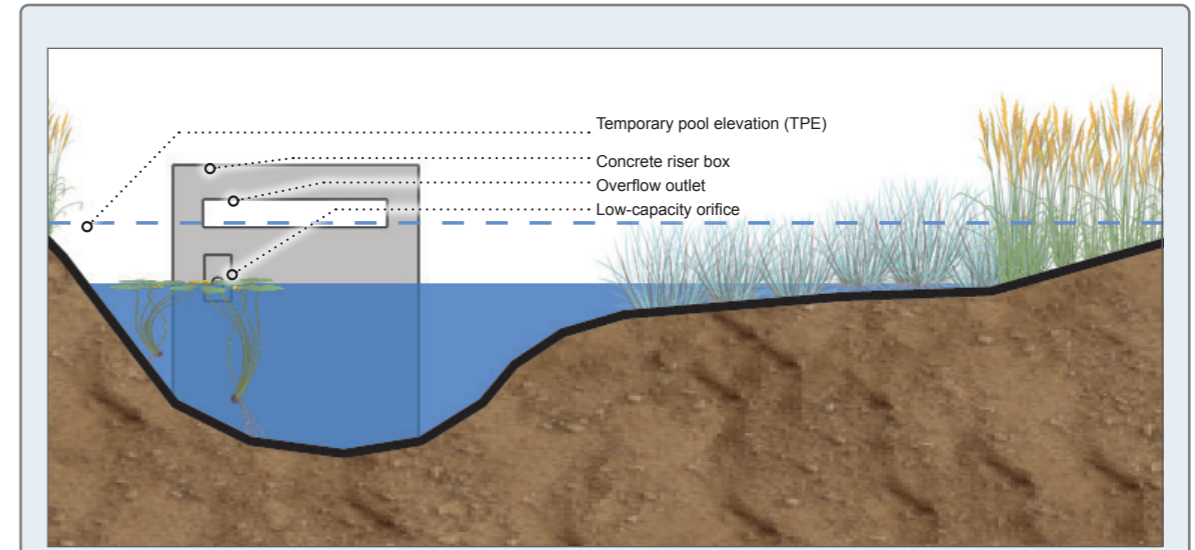 Temporary pool elevation (TPE)
Concrete riser box
Overflow outlet
Low-capacity orifice